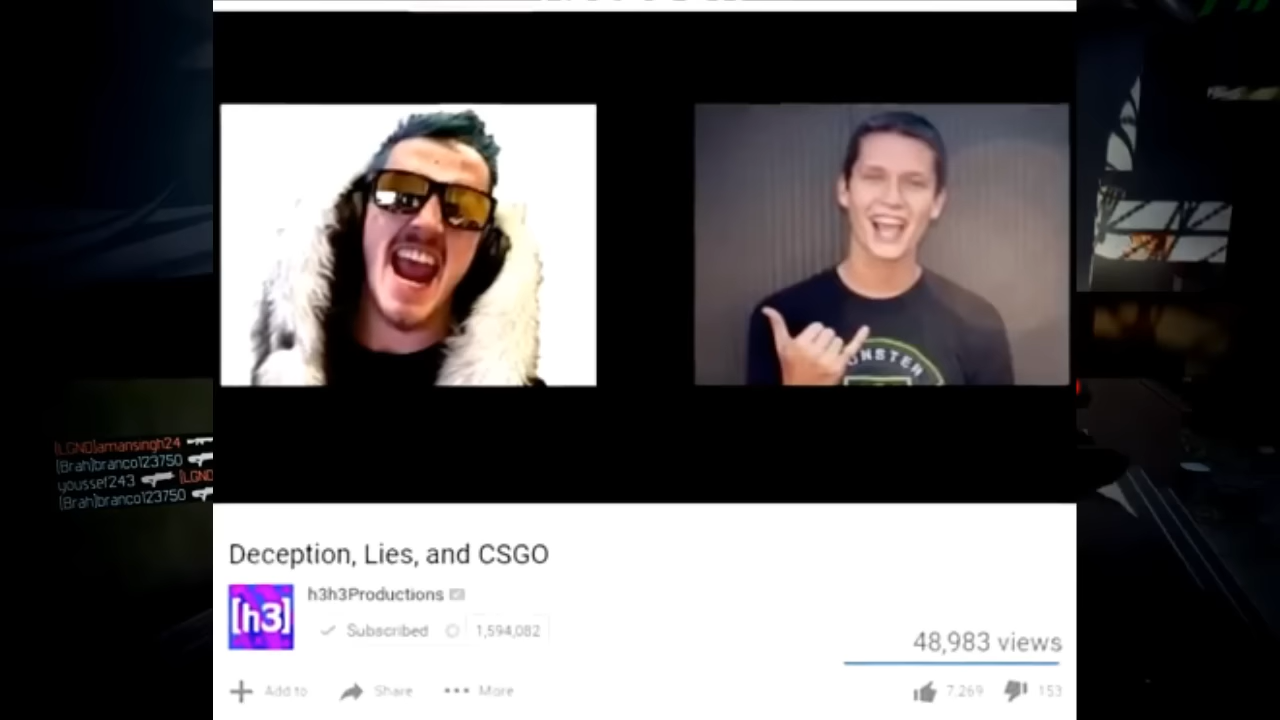 ONSTER
[LGND]amansingh24
[Brah]branco123750
youssef243 [LGND
[Brah]branco123750
Deception, Lies, and CSGO
[h3]
h3h3Productions
Subscribed 1,594,082
48,983 views
Add to Share More 7,269 153